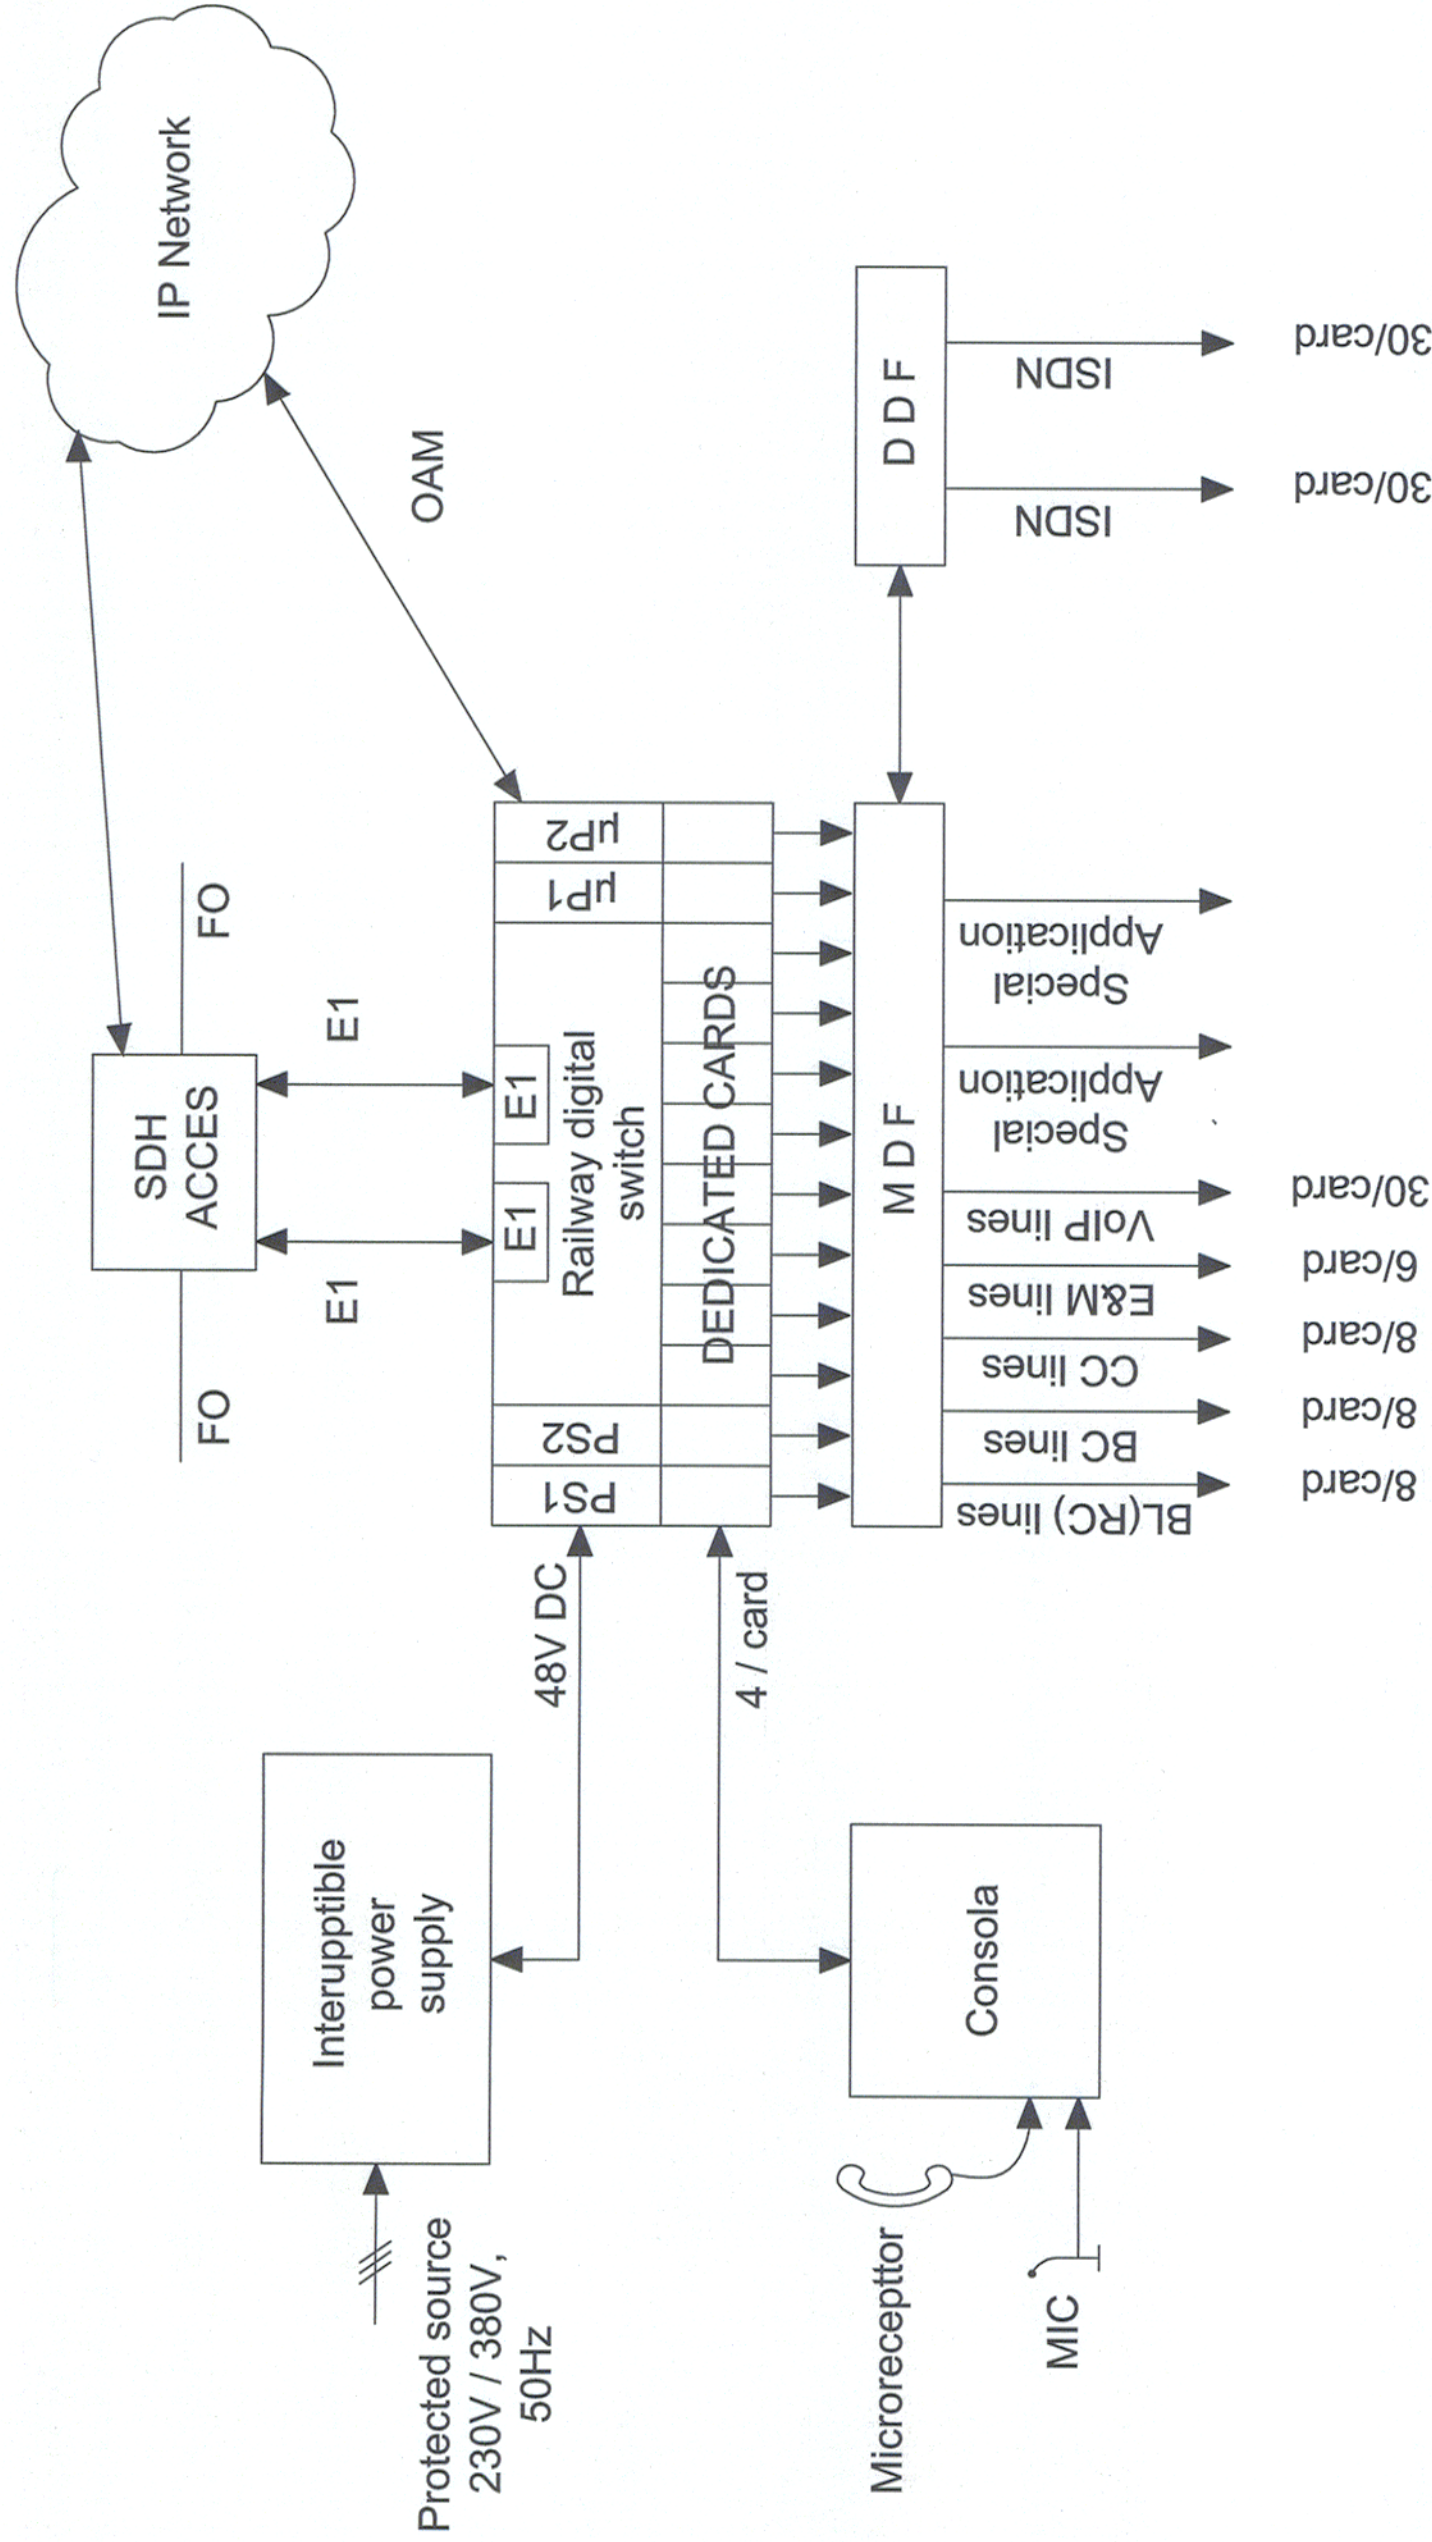 IP Network
SDH
ACCES
FO
FO
E1
E1
OAM
E1
E1
Railway digital
switch
PS1
PS2
µP1
µP2
DEDICATED CARDS
Interupptible
power
supply
48V DC
Protected source
230V / 380V,
50Hz
4 / card
Consola
Microrecepttor
MIC
M D F
D D F
BL(RC) lines
BC lines
CC lines
E&M lines
VoIP lines
Special
Application
Special
Application
ISDN
ISDN
8/card
8/card
8/card
6/card
30/card
30/card
30/card